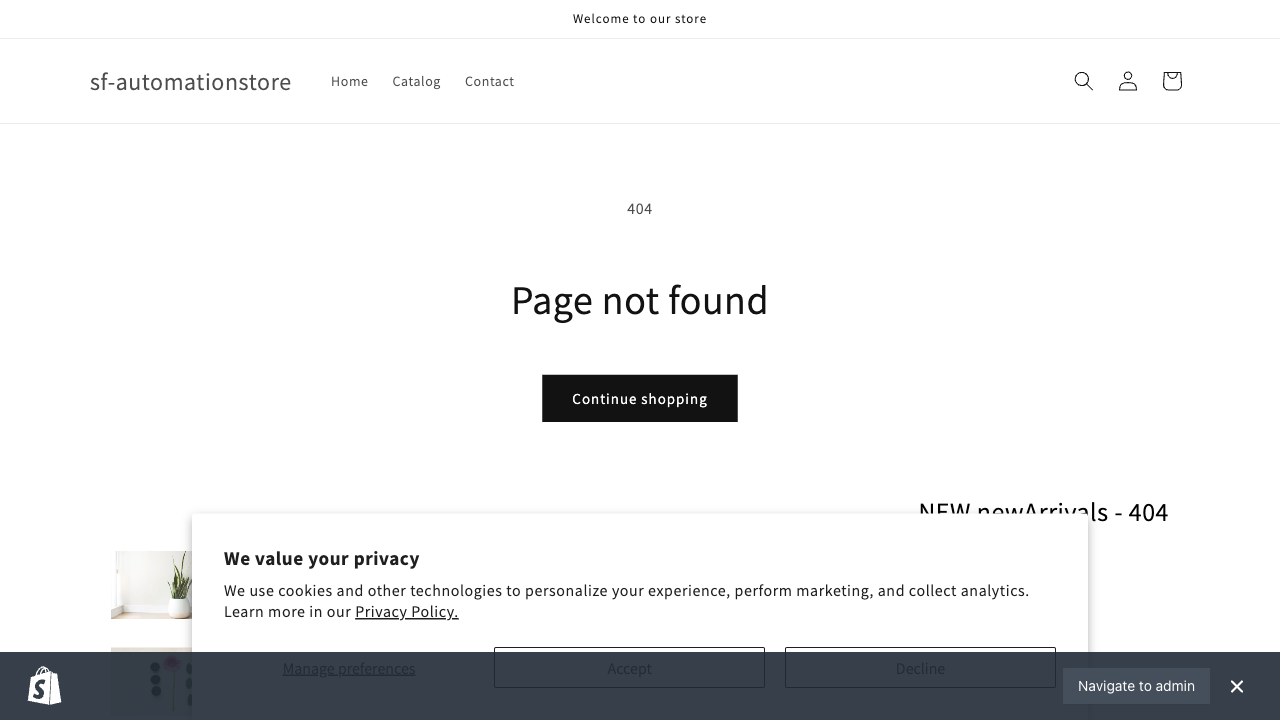 Welcome to our store
sf-automationstore
Home
Catalog
Contact
404
Page not found
Continue shopping
NEW newArrivals - 404
We value your privacy
We use cookies and other technologies to personalize your experience, perform marketing, and collect analytics.
Learn more in our Privacy Policy.
Manage preferences
Accept
Decline
Navigate to admin